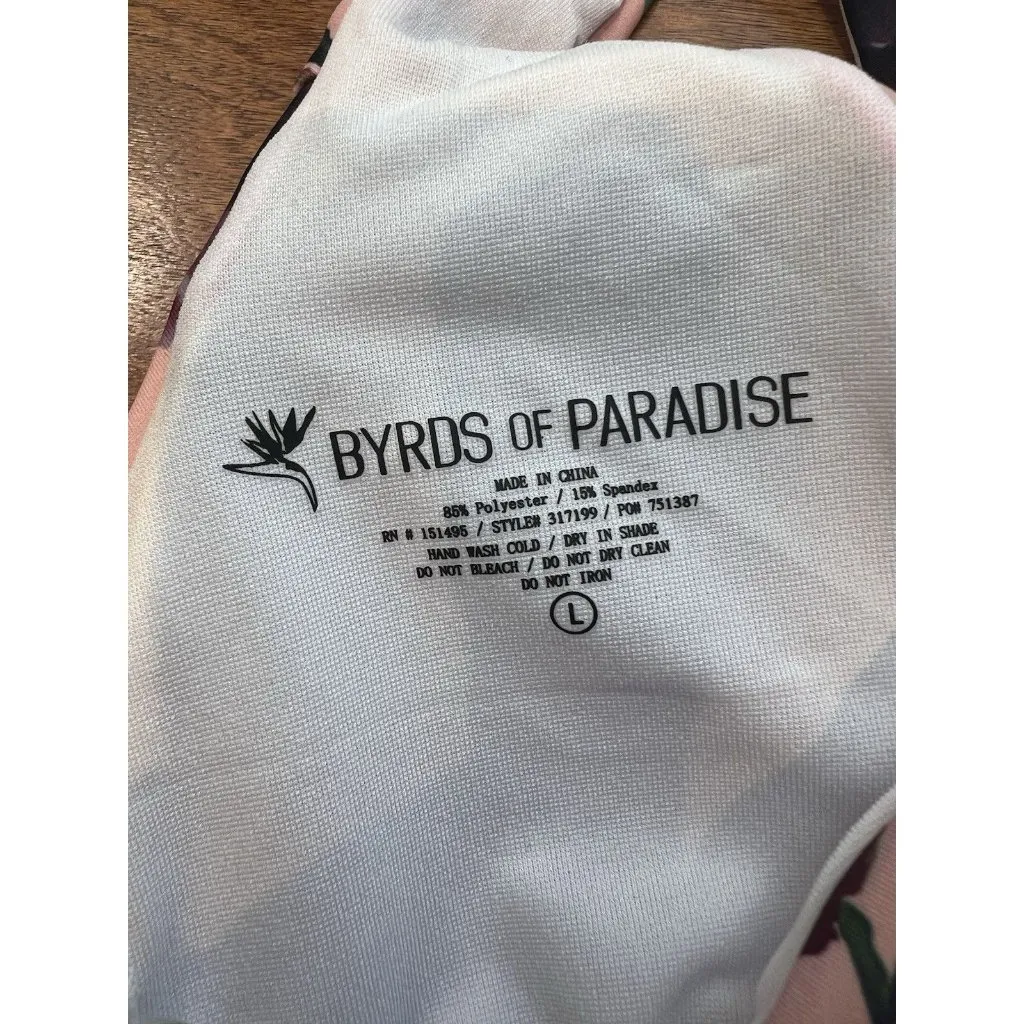 BYRDS OF PARADISE
MADE IN CHINA
85% Polyester / 15% Spandex
RN # 151495 / STYLE# 317199 / PO# 751387
HAND WASH COLD / DRY IN SHADE
DO NOT BLEACH / DO NOT DRY CLEAN
DO NOT IRON
L